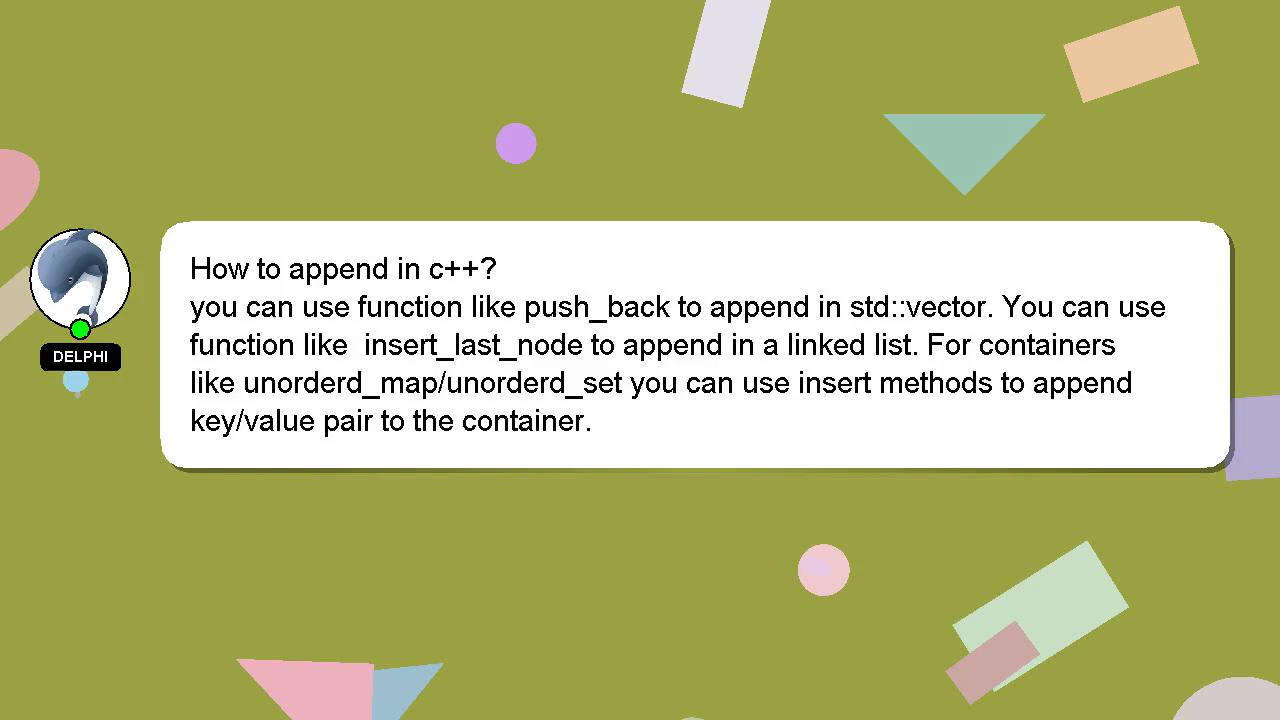 How to append in c++?
you can use function like push_back to append in std::vector. You can use
function like  insert_last_node to append in a linked list. For containers
like unorderd_map/unorderd_set you can use insert methods to append
key/value pair to the container.
DELPHI